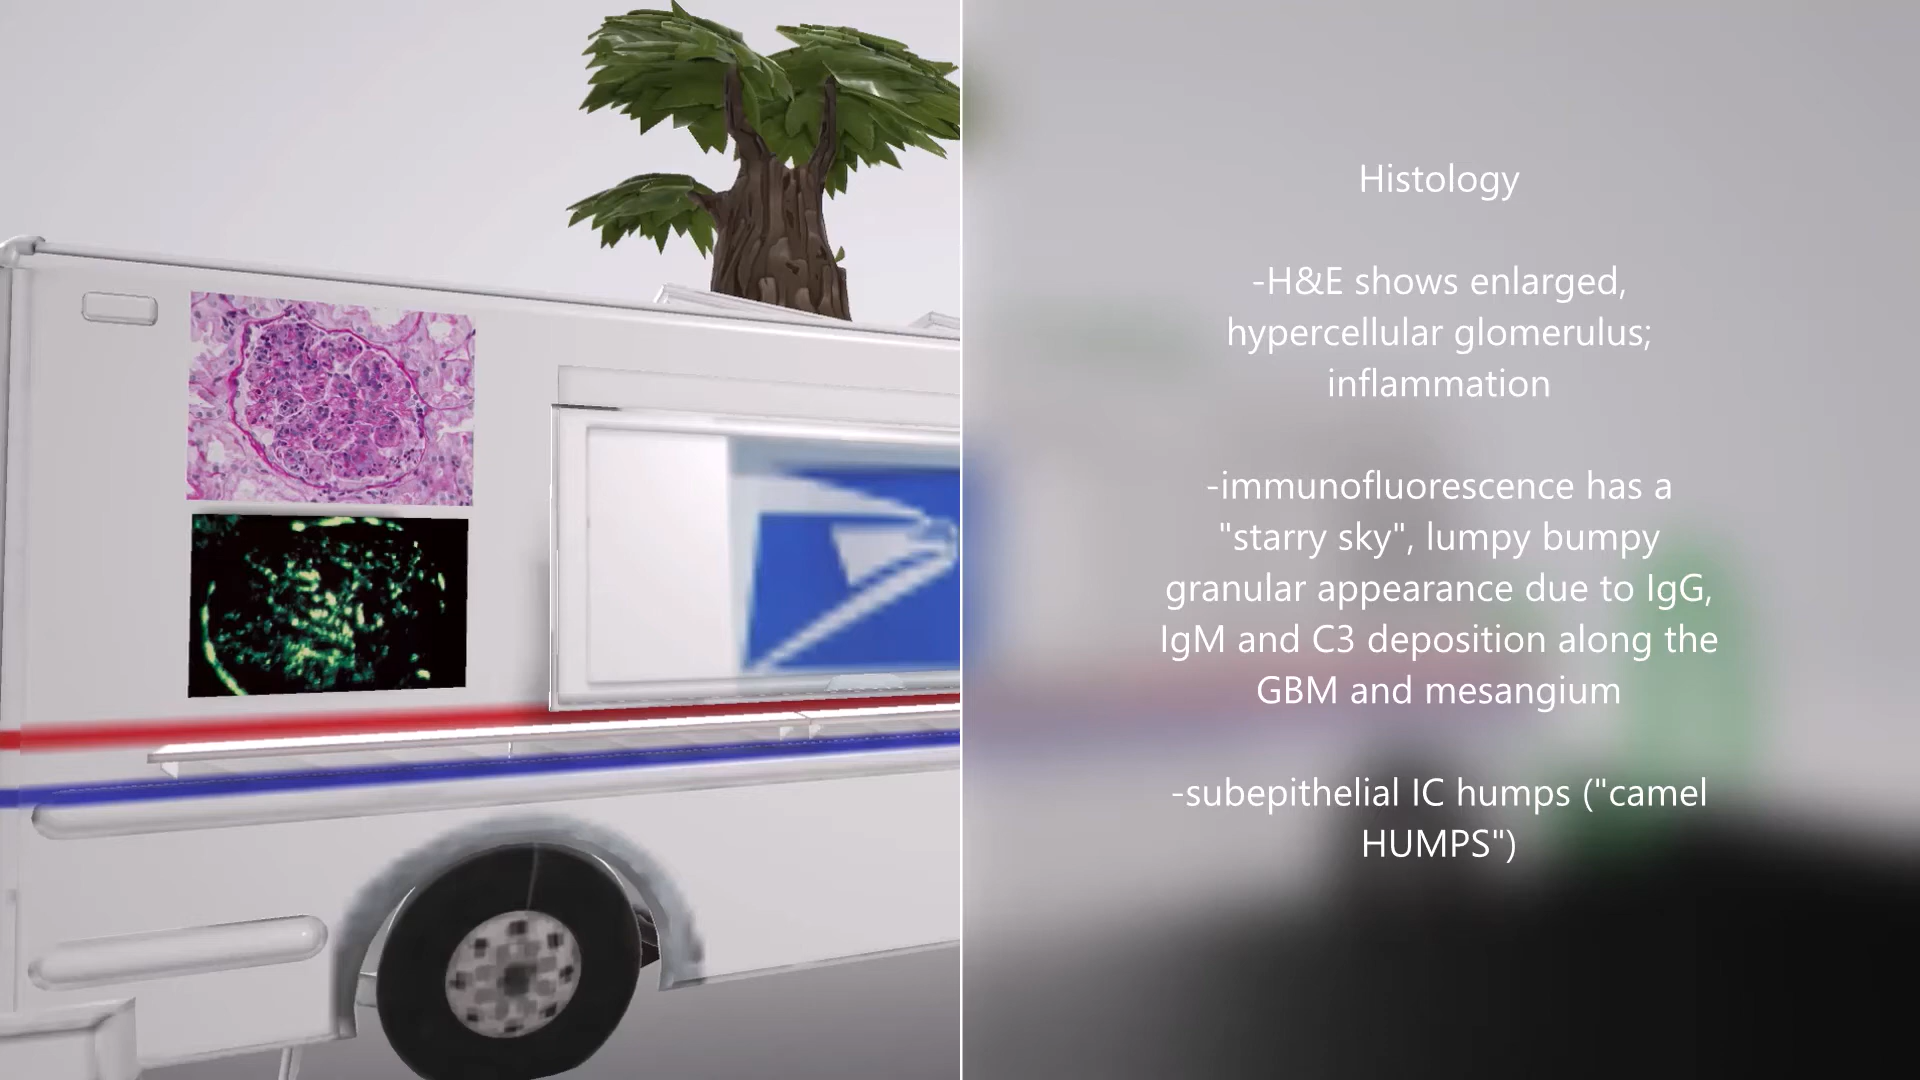 Histology
-H&E shows enlarged,
hypercellular glomerulus;
inflammation
-immunofluorescence has a
"starry sky", lumpy bumpy
granular appearance due to IgG,
IgM and C3 deposition along the
GBM and mesangium
-subepithelial IC humps ("camel
HUMPS")